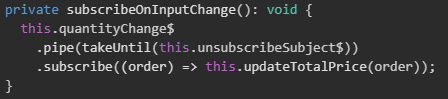 private subscribeOnInputChange(): void {
  this.quantityChange$
    .pipe(takeUntil(this.unsubscribeSubject$))
    .subscribe((order) => this.updateTotalPrice(order));
}